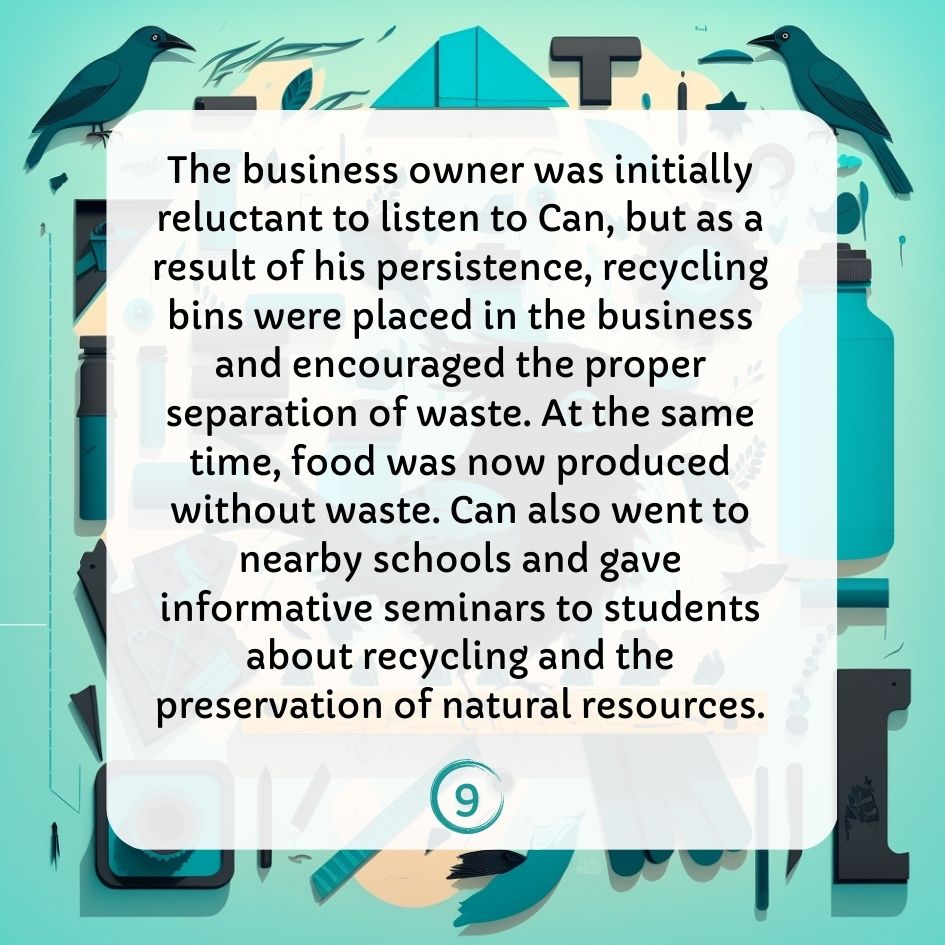 The business owner was initially
reluctant to listen to Can, but as a
result of his persistence, recycling
bins were placed in the business
and encouraged the proper
separation of waste. At the same
time, food was now produced
without waste. Can also went to
nearby schools and gave
informative seminars to students
about recycling and the
preservation of natural resources.
9